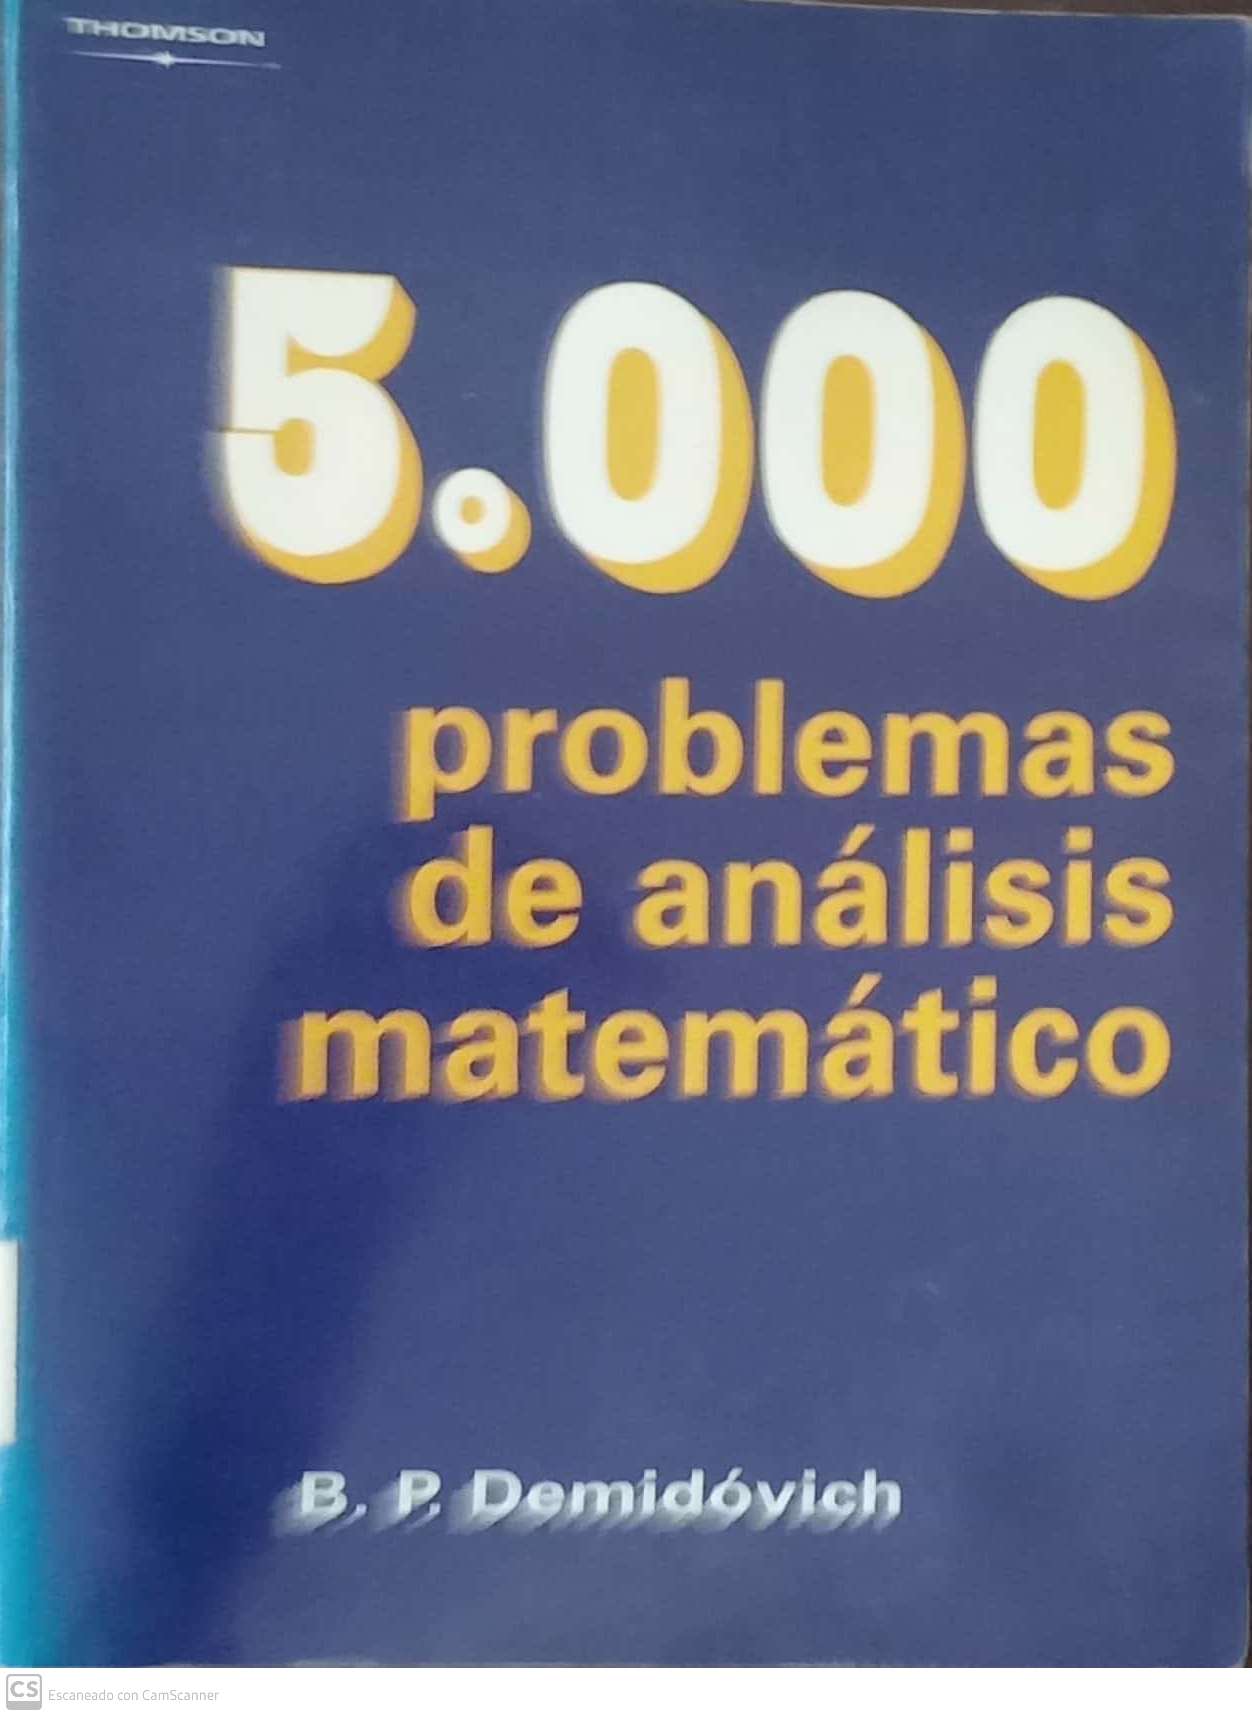 THOMSON
5.000
problemas
de análisis
matemático
B. P. Demidóvich
CS Escaneado con CamScanner